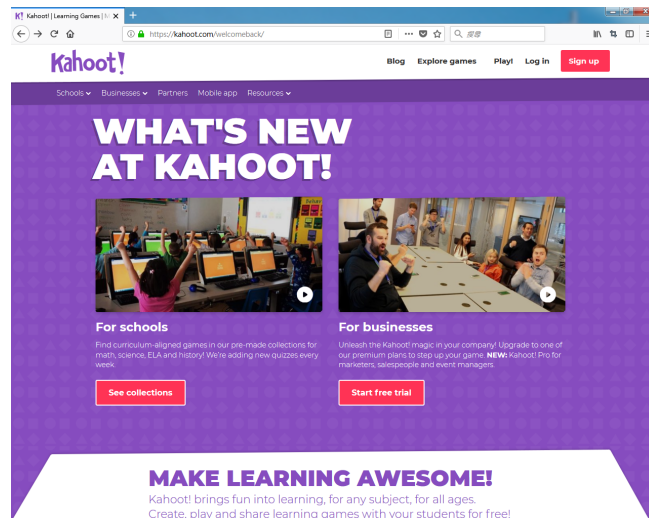 K! Kahoot! | Learning Games | M
https://kahoot.com/welcomeback/
搜搜
Kahoot!
Blog Explore games Play! Log in Sign up
Schools Businesses Partners Mobile app Resources
WHAT'S NEW
AT KAHOOT!
For schools
Find curriculum-aligned games in our pre-made collections for
math, science, ELA and history! We're adding new quizzes every
week.
See collections
For businesses
Unleash the Kahoot! magic in your company! Upgrade to one of
our premium plans to step up your game. NEW: Kahoot! Pro for
marketers, salespeople and event managers.
Start free trial
MAKE LEARNING AWESOME!
Kahoot! brings fun into learning, for any subject, for all ages.
Create, play and share learning games with your students for free!